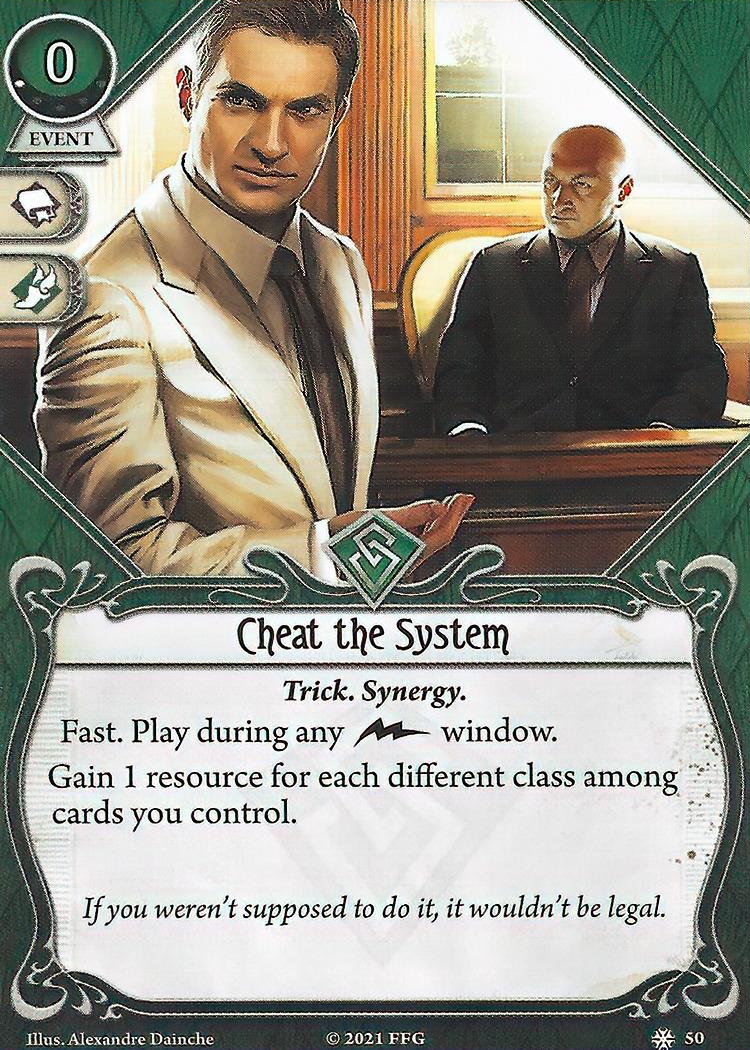 0
EVENT
Cheat the System
Trick. Synergy.
Fast. Play during any window.
Gain 1 resource for each different class among
cards you control.
If you weren't supposed to do it, it wouldn't be legal.
Illus. Alexandre Dainche
© 2021 FFG
50